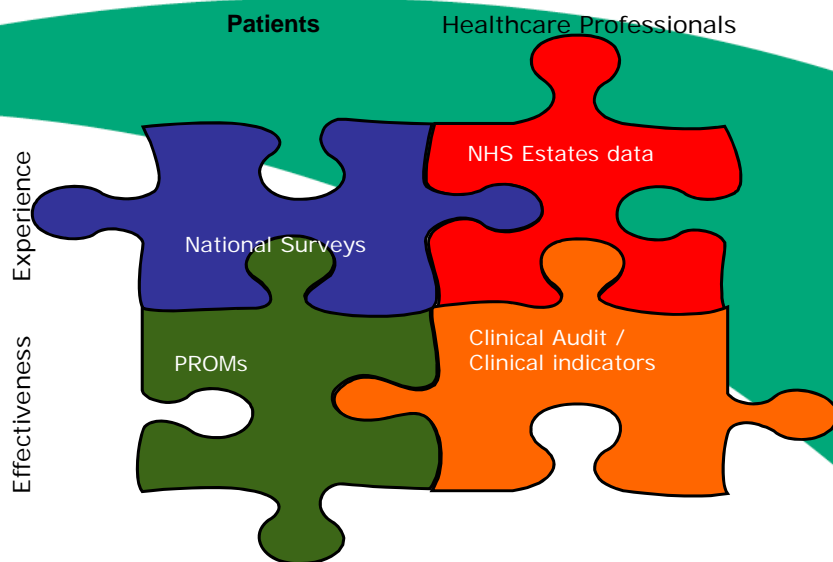 Patients
Healthcare Professionals
Experience
NHS Estates data
National Surveys
Effectiveness
PROMs
Clinical Audit /
Clinical indicators